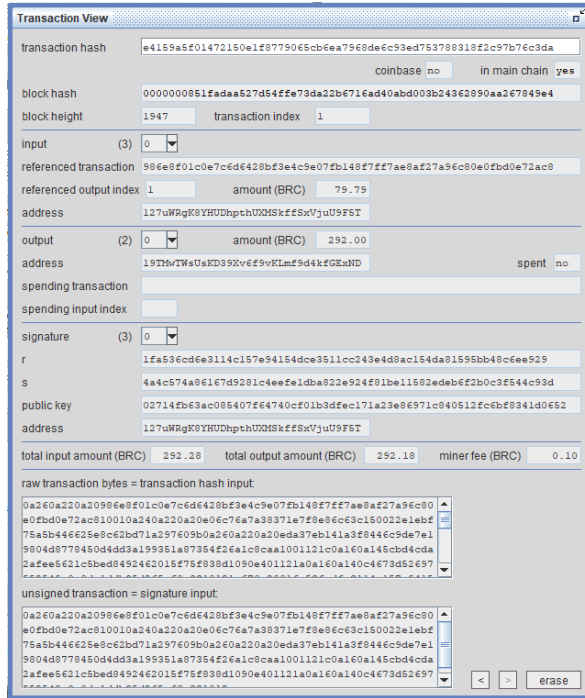 Transaction View
transaction hash e4159a5f01472150e1f8779065cb6ea7968de6c93ed753788318f2c97b76c3da
coinbase no in main chain yes
block hash 0000000851fadaa527d54ffe73da22b6716ad40abd003b24362890aa267849e4
block height 1947 transaction index 1
input (3) 0
referenced transaction 986e8f01c0e7c6d6428bf3e4c9e07fb148f7ff7ae8af27a96c80e0fbd0e72ac8
referenced output index 1 amount (BRC) 79.79
address 127uWRgK8YHUDhpthUXMSkffSxVjuU9F5T
output (2) 0 amount (BRC) 292.00
address 19TMwTWsUsKD39Xv6f9vKLmf9d4kfGExND spent no
spending transaction
spending input index
signature (3) 0
r 1fa536cd6e3114c157e94154dce3511cc243e4d8ac154da81595bb48c6ee929
s 4a4c574a86167d9281c4eefe1dba822e924f81be11582edeb6f2b0c3f544c93d
public key 02714fb63ac085407f64740cf01b3dfec171a23e86971c840512fc6bf8341d0652
address 127uWRgK8YHUDhpthUXMSkffSxVjuU9F5T
total input amount (BRC) 292.28 total output amount (BRC) 292.18 miner fee (BRC) 0.10
raw transaction bytes = transaction hash input:
0a260a220a20986e8f01c0e7c6d6428bf3e4c9e07fb148f7ff7ae8af27a96c80
e0fbd0e72ac810010a240a220a20e06c76a7a38371e7f8e86c63c150022e1ebf
75a5b446625e8c62bd71a297609b0a260a220a20eda37eb141a3f8446c9de7e1
9804d8778450d4dd3a199351a87354f26a1c8caa1001121c0a160a145cbd4cda
2afee5621c5bed8492462015f75f838d1090e401121a0a160a140c4673d52697
unsigned transaction = signature input:
0a260a220a20986e8f01c0e7c6d6428bf3e4c9e07fb148f7ff7ae8af27a96c80
e0fbd0e72ac810010a240a220a20e06c76a7a38371e7f8e86c63c150022e1ebf
75a5b446625e8c62bd71a297609b0a260a220a20eda37eb141a3f8446c9de7e1
9804d8778450d4dd3a199351a87354f26a1c8caa1001121c0a160a145cbd4cda
2afee5621c5bed8492462015f75f838d1090e401121a0a160a140c4673d52697
< > erase